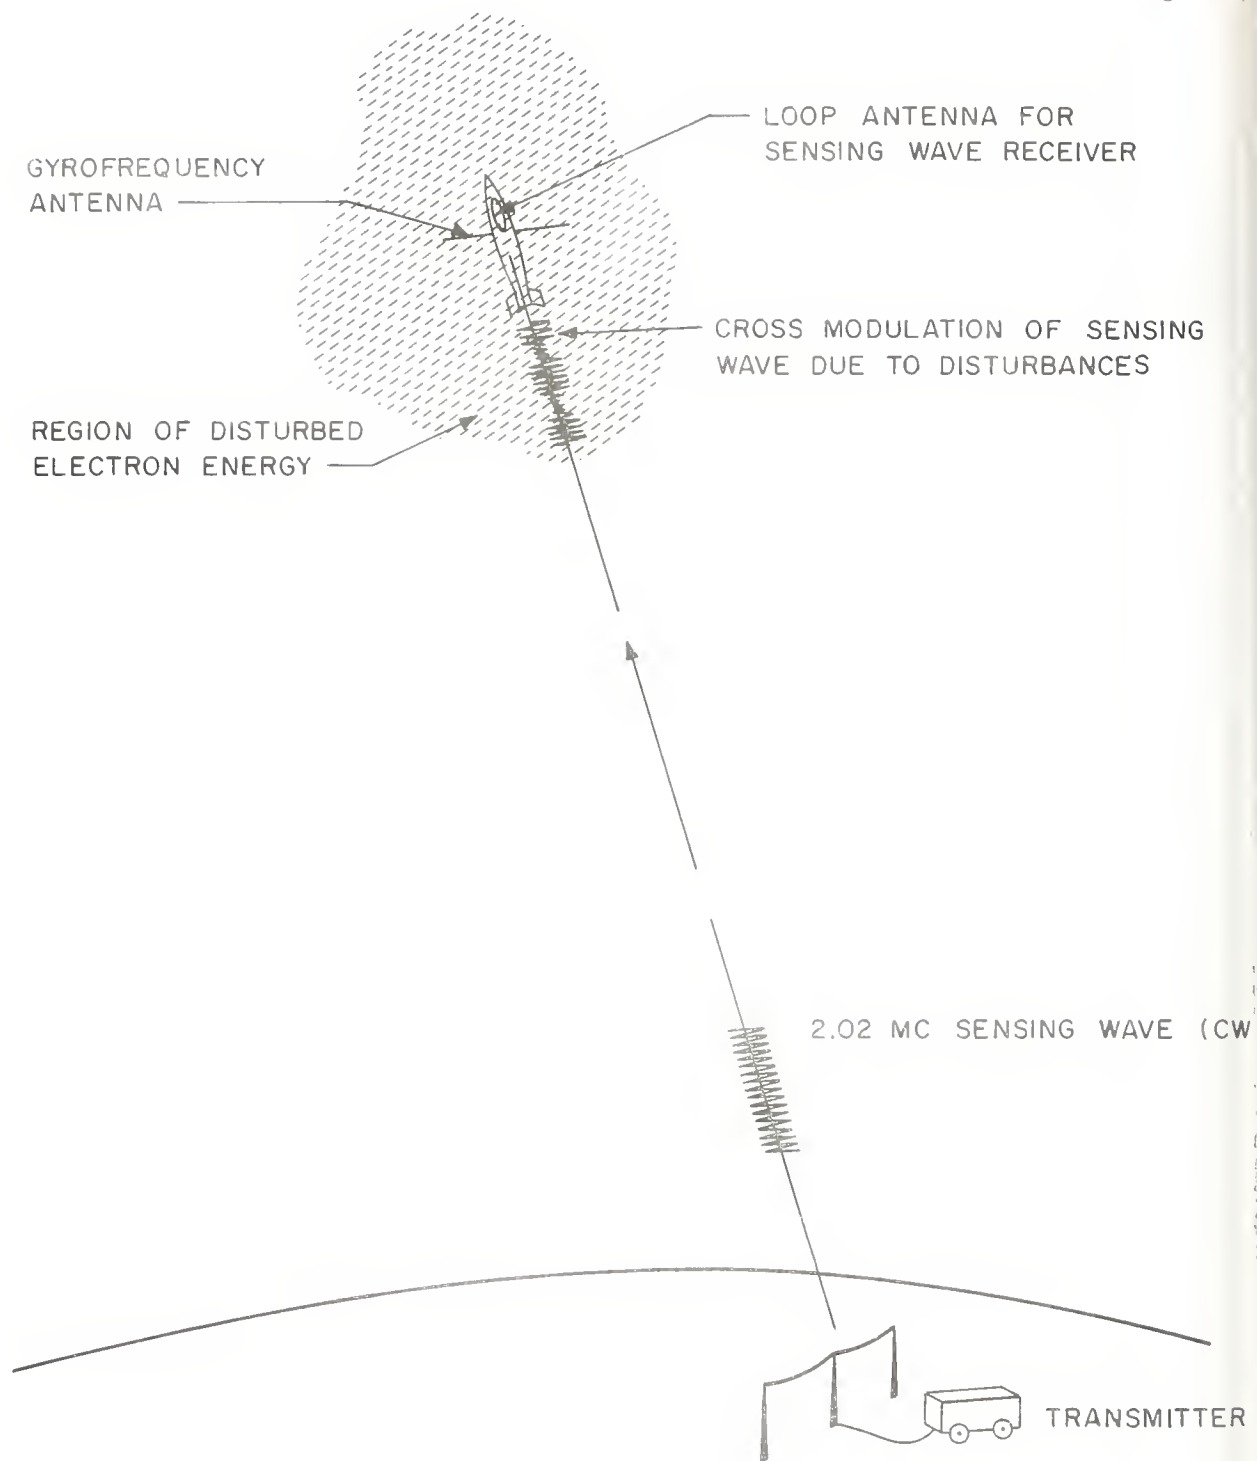 LOOP ANTENNA FOR
SENSING WAVE RECEIVER
GYROFREQUENCY
ANTENNA
CROSS MODULATION OF SENSING
WAVE DUE TO DISTURBANCES
REGION OF DISTURBED
ELECTRON ENERGY
2.02 MC SENSING WAVE (CW
TRANSMITTER